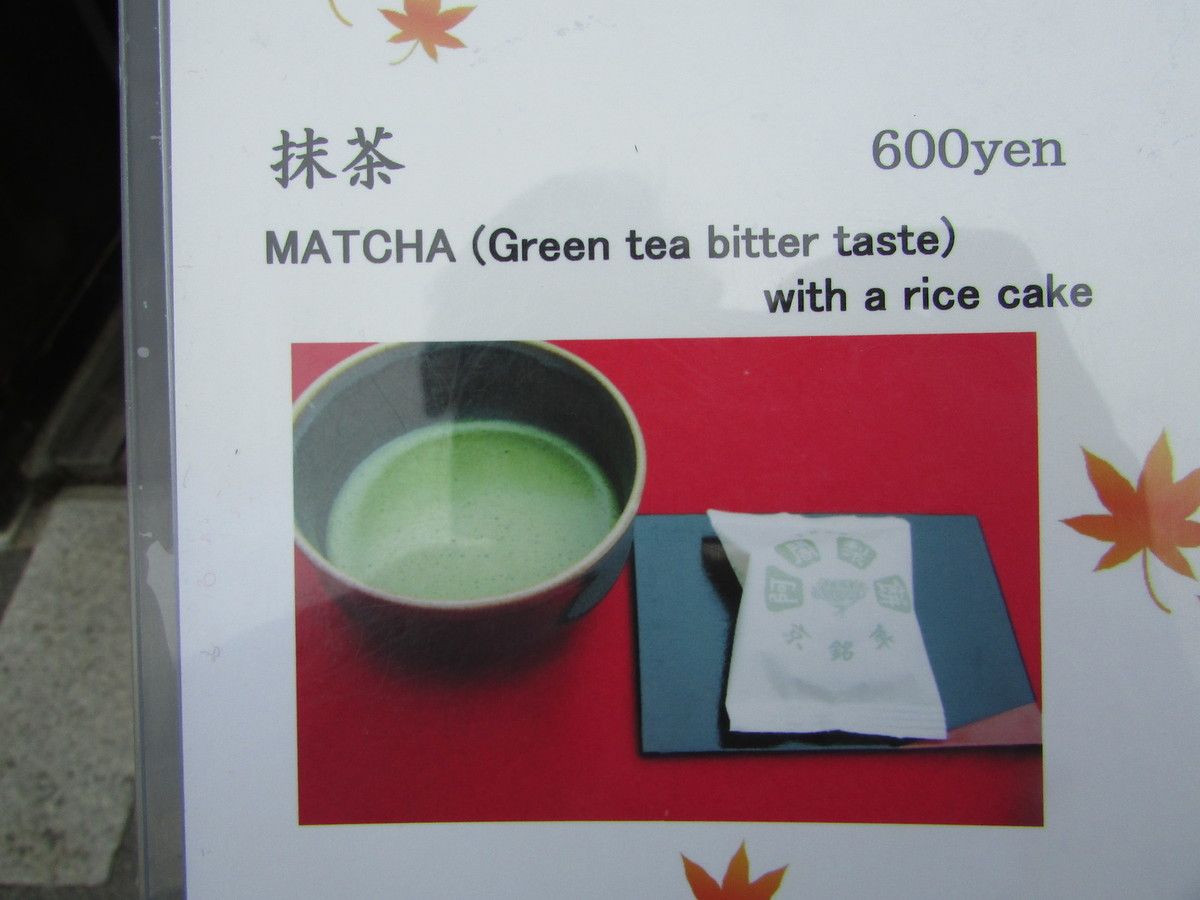 抹茶
600yen
MATCHA (Green tea bitter taste)
with a rice cake